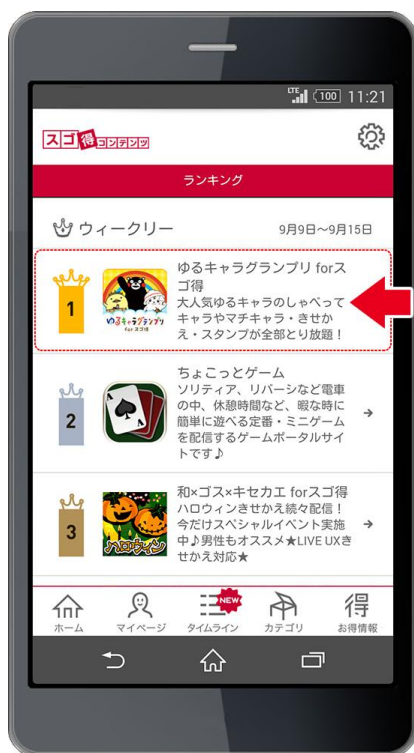 LTE 100 11:21
スゴ得コンテンツ
ランキング
ウィークリー 9月9日~9月15日
1
ゆるキャラグランプリ
for スゴ得
ゆるキャラグランプリ forス
ゴ得
大人気ゆるキャラのしゃべって
キャラやマチキャラ・きせか
え・スタンプが全部とり放題!
2
A
ちょこっとゲーム
ソリティア、リバーシなど電車
の中、休憩時間など、暇な時に
簡単に遊べる定番・ミニゲーム
を配信するゲームポータルサイ
トです♪
3
ハロウィン
和×ゴス×キセカエ forスゴ得
ハロウィンきせかえ続々配信!
今だけスペシャルイベント実施
中♪男性もオススメ★LIVE UXき
せかえ対応★
NEW
得
ホーム マイページ タイムライン カテゴリ お得情報